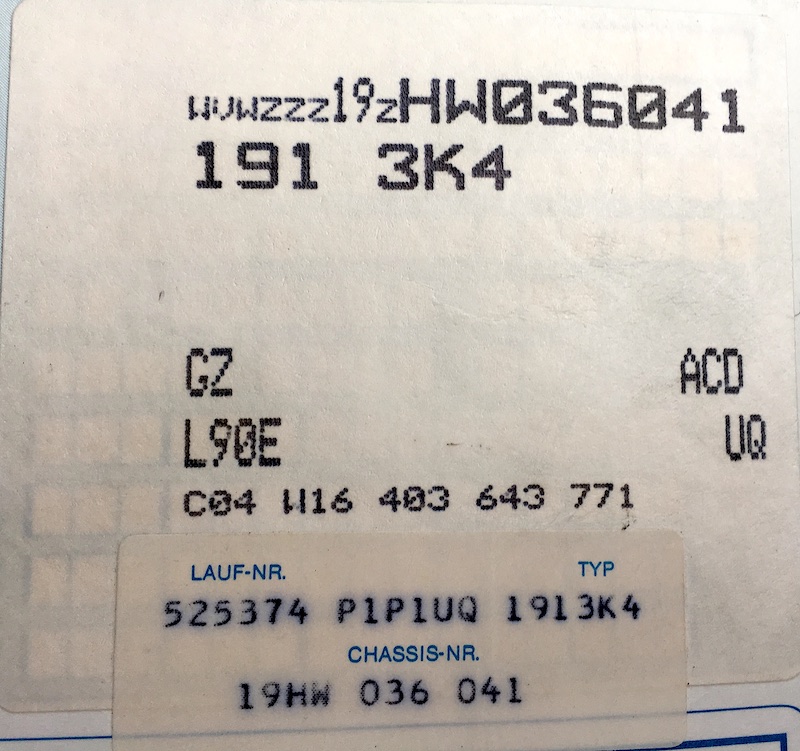 WVWZZZ19ZHW036041
191 3K4
GZ ACD
L90E UQ
C04 W16 403 643 771
LAUF-NR. TYP
525374 P1P1UQ 1913K4
CHASSIS-NR.
19HW 036 041